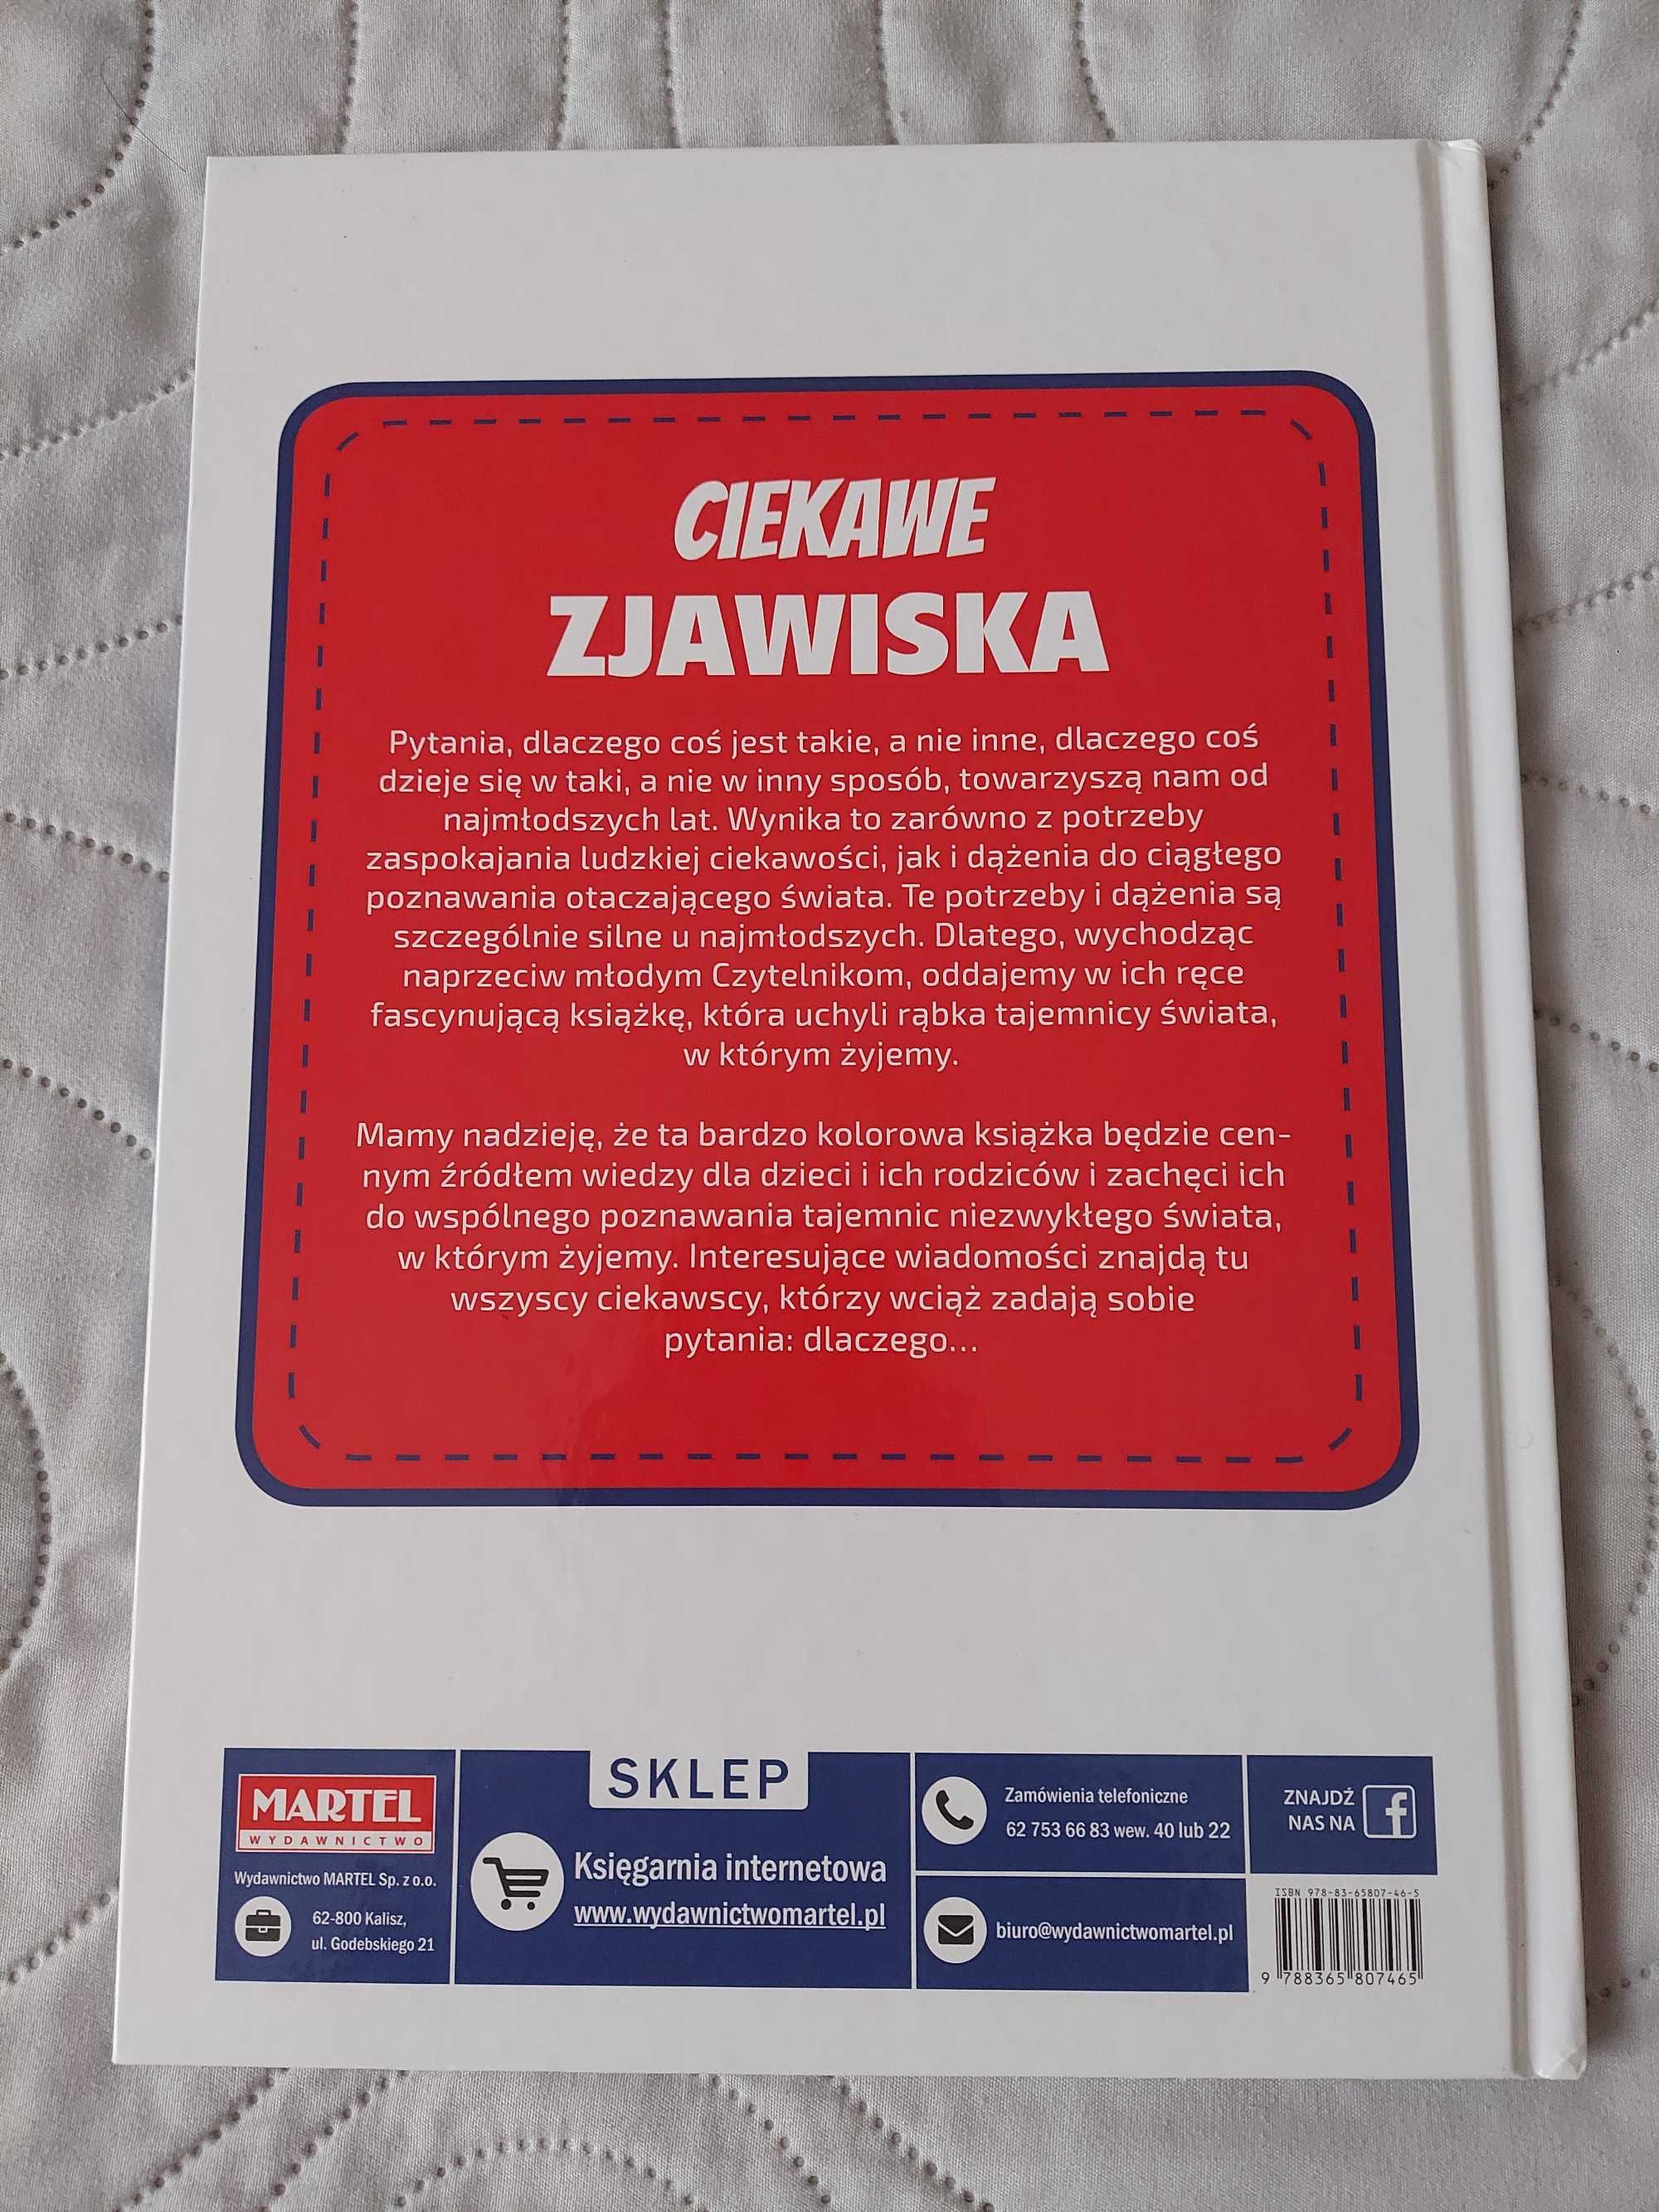 CIEKAWE
ZJAWISKA
Pytania, dlaczego coś jest takie, a nie inne, dlaczego coś
dzieje się w taki, a nie w inny sposób, towarzyszą nam od
najmłodszych lat. Wynika to zarówno z potrzeby
zaspokajania ludzkiej ciekawości, jak i dążenia do ciągłego
poznawania otaczającego świata. Te potrzeby i dążenia są
szczególnie silne u najmłodszych. Dlatego, wychodząc
naprzeciw młodym Czytelnikom, oddajemy w ich ręce
fascynującą książkę, która uchyli rąbka tajemnicy świata,
w którym żyjemy.
Mamy nadzieję, że ta bardzo kolorowa książka będzie cen-
nym źródłem wiedzy dla dzieci i ich rodziców i zachęci ich
do wspólnego poznawania tajemnic niezwykłego świata,
w którym żyjemy. Interesujące wiadomości znajdą tu
wszyscy ciekawscy, którzy wciąż zadają sobie
pytania: dlaczego...
MARTEL
WYDAWNICTWO
Wydawnictwo MARTEL Sp. z o.o.
62-800 Kalisz,
ul. Godebskiego 21
SKLEP
Księgarnia internetowa
www.wydawnictwomartel.pl
Zamówienia telefoniczne
62 753 66 83 wew. 40 lub 22
biuro@wydawnictwomartel.pl
ZNAJDŹ
NAS NA f
ISBN 978-83-65807-46-5
9 788365 807465